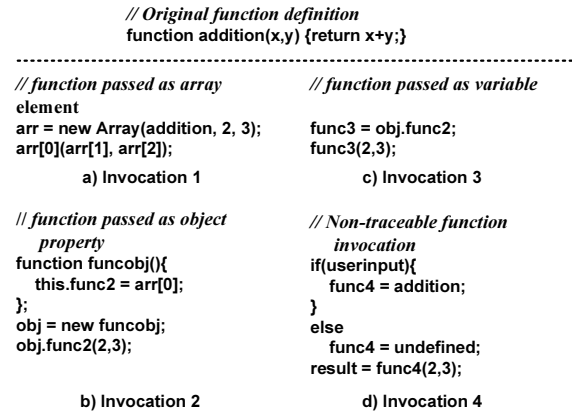 // Original function definition
function addition(x,y) {return x+y;}
// function passed as array
element
arr = new Array(addition, 2, 3);
arr[0](arr[1], arr[2]);
a) Invocation 1
// function passed as variable
func3 = obj.func2;
func3(2,3);
c) Invocation 3
// function passed as object
property
function funcobj(){
this.func2 = arr[0];
};
obj = new funcobj;
obj.func2(2,3);
b) Invocation 2
// Non-traceable function
invocation
if(userinput){
func4 = addition;
}
else
func4 = undefined;
result = func4(2,3);
d) Invocation 4